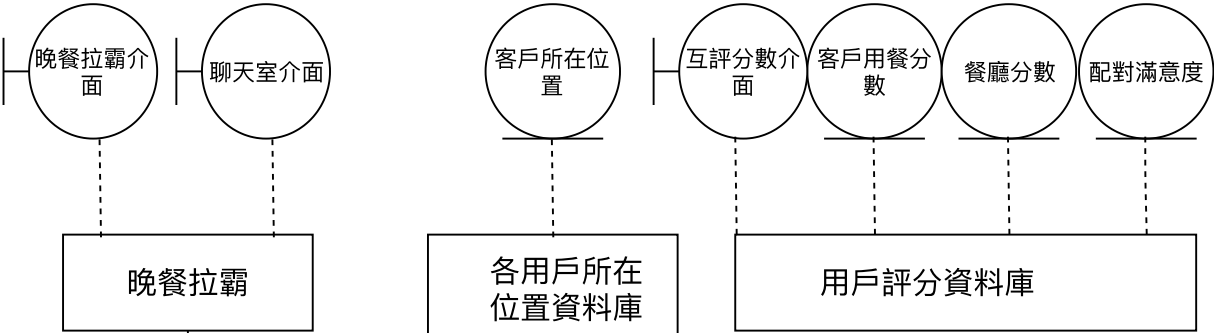 晚餐拉霸介
面
聊天室介面
客戶所在位
置
互評分數介
面
客戶用餐分
數
餐廳分數
配對滿意度
晚餐拉霸
各用戶所在
位置資料庫
用戶評分資料庫